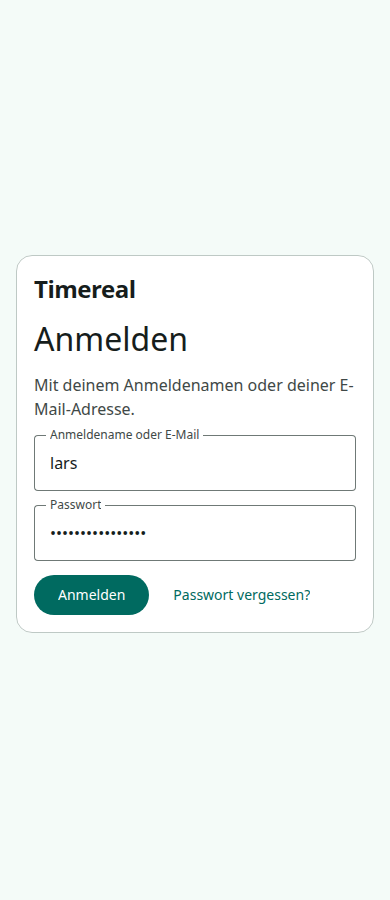 Timereal
Anmelden
Mit deinem Anmeldenamen oder deiner E-
Mail-Adresse.
Anmeldename oder E-Mail
lars
Passwort
••••••••••••••••
Anmelden Passwort vergessen?